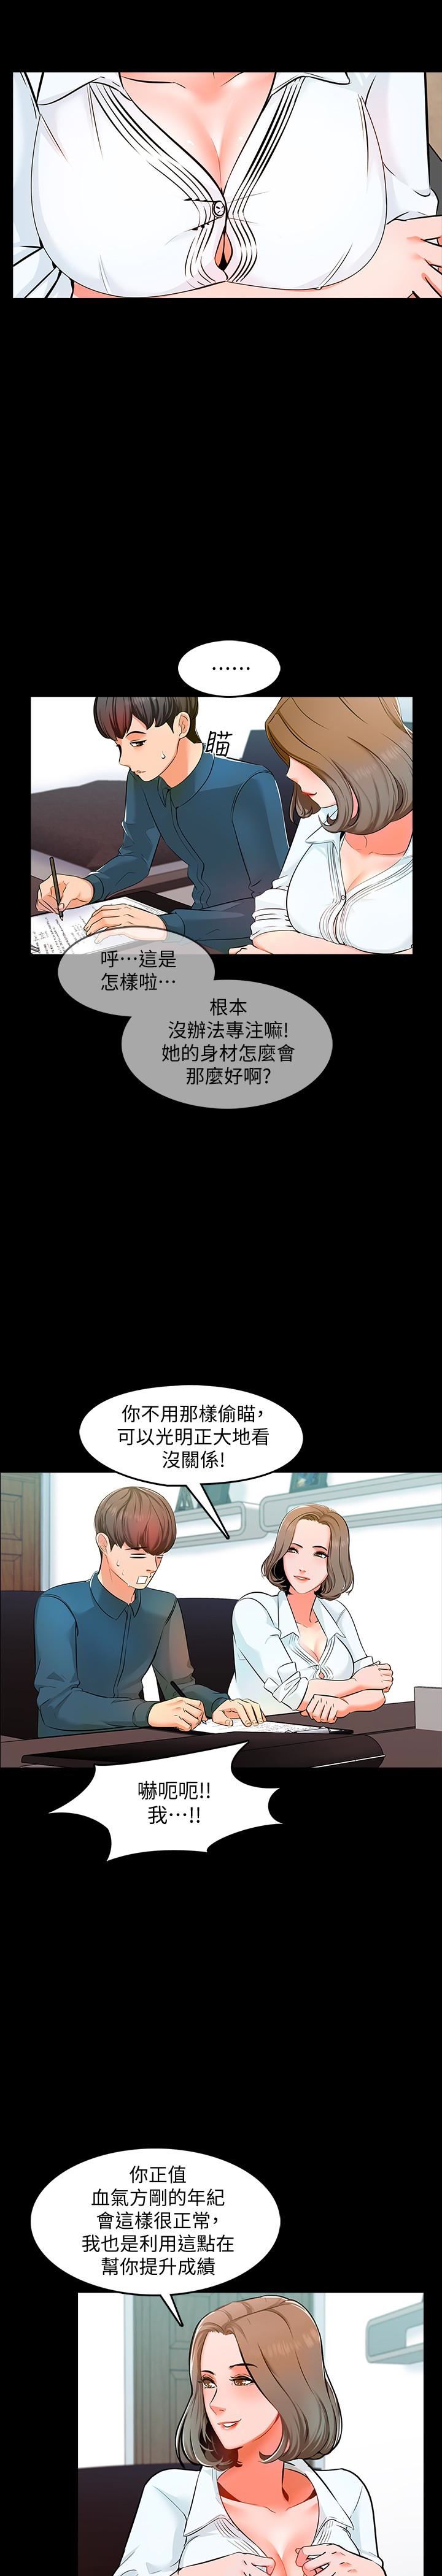 ……
瞄
呼…這是
怎樣啦…
根本
沒辦法專注嘛!
她的身材怎麼會
那麼好啊?
你不用那樣偷瞄,
可以光明正大地看
沒關係!
嚇呃呃!!
我…!!
你正值
血氣方剛的年紀
會這樣很正常,
我也是利用這點在
幫你提升成績